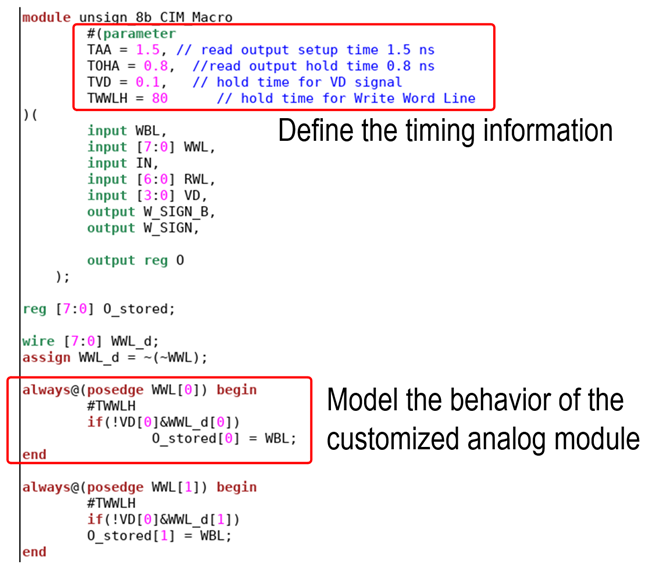 module unsign 8b CIM Macro
#(parameter
TAA = 1.5, // read output setup time 1.5 ns
TOHA = 0.8, //read output hold time 0.8 ns
TVD = 0.1, // hold time for VD signal
TWWLH = 80 // hold time for Write Word Line
)(
Define the timing information
input WBL,
input [7:0] WWL,
input IN,
input [6:0] RWL,
input [3:0] VD,
output W_SIGN_B,
output W_SIGN,
output reg O
);
reg [7:0] O_stored;
wire [7:0] WWL_d;
assign WWL_d = ~(~WWL);
always@(posedge WWL[0]) begin
#TWWLH
if(!VD[0]&WWL_d[0])
O_stored[0] = WBL;
end
Model the behavior of the
customized analog module
always@(posedge WWL[1]) begin
#TWWLH
if(!VD[0]&WWL_d[1])
O_stored[1] = WBL;
end